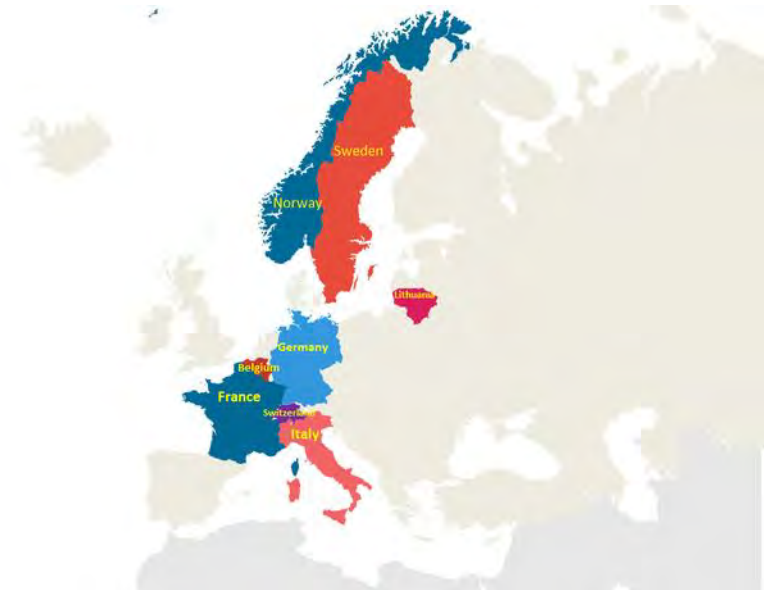 Sweden
Norway
Lithuania
Germany
Belgium
France
Switzerland
Italy